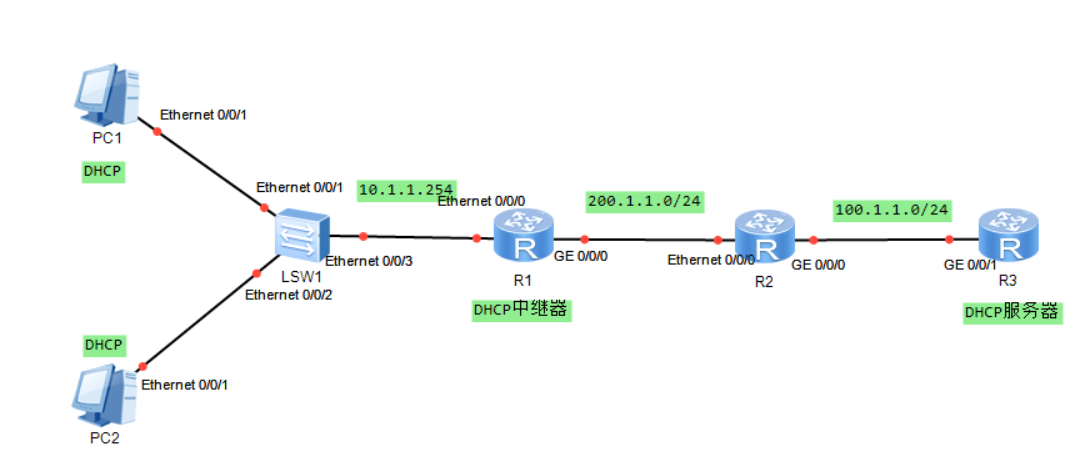 Ethernet 0/0/1
PC1
DHCP
Ethernet 0/0/1
10.1.1.254
Ethernet 0/0/0
200.1.1.0/24
100.1.1.0/24
Ethernet 0/0/3
LSW1
Ethernet 0/0/2
GE 0/0/0
R1
DHCP中继器
Ethernet 0/0/0
R2
GE 0/0/0
GE 0/0/1
R3
DHCP服务器
DHCP
Ethernet 0/0/1
PC2
R
R
R